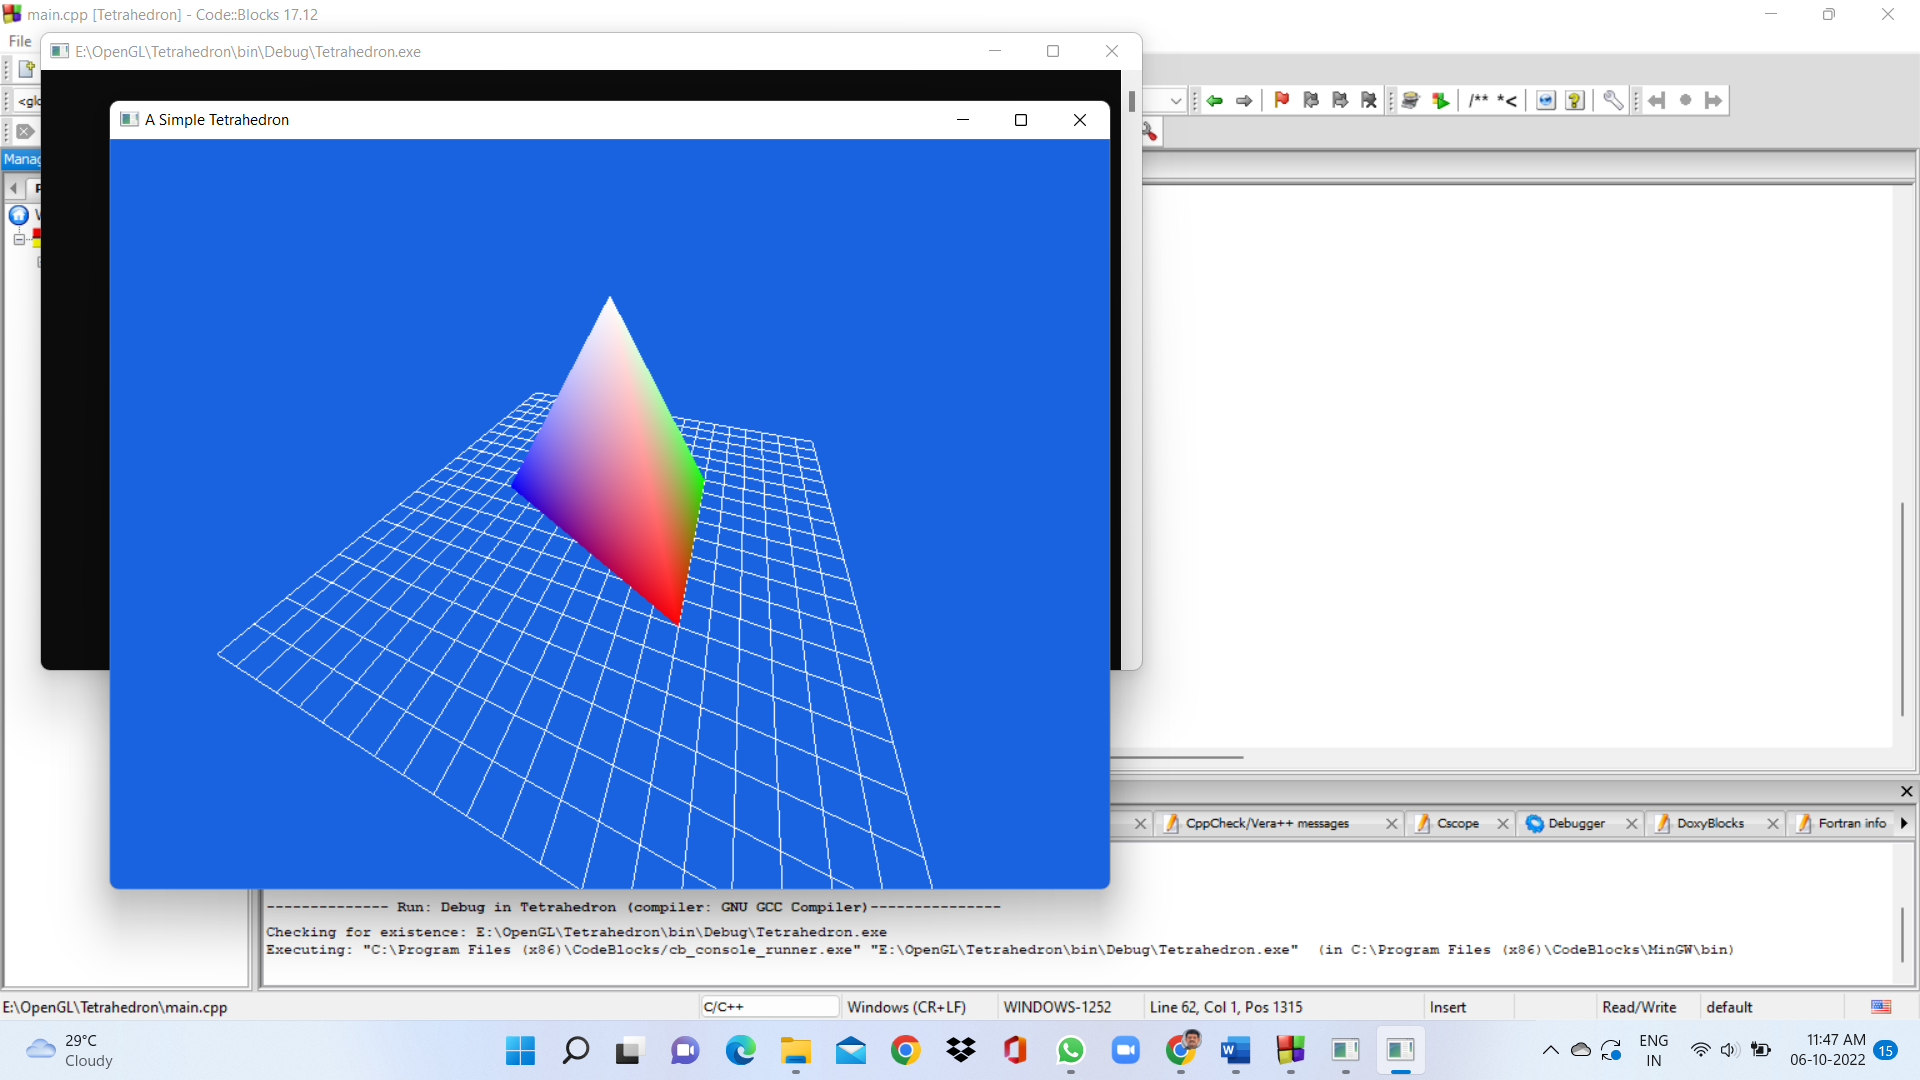 main.cpp [Tetrahedron] - Code::Blocks 17.12
File
E:\OpenGL\Tetrahedron\bin\Debug\Tetrahedron.exe
A Simple Tetrahedron
/** *<
CppCheck/Vera++ messages
Cscope
Debugger
DoxyBlocks
Fortran info
-------------- Run: Debug in Tetrahedron (compiler: GNU GCC Compiler)---------------
Checking for existence: E:\OpenGL\Tetrahedron\bin\Debug\Tetrahedron.exe
Executing: "C:\Program Files (x86)\CodeBlocks/cb_console_runner.exe" "E:\OpenGL\Tetrahedron\bin\Debug\Tetrahedron.exe"  (in C:\Program Files (x86)\CodeBlocks\MinGW\bin)
E:\OpenGL\Tetrahedron\main.cpp
C/C++
Windows (CR+LF)
WINDOWS-1252
Line 62, Col 1, Pos 1315
Insert
Read/Write
default
29°C
Cloudy
ENG
IN
11:47 AM
06-10-2022
15